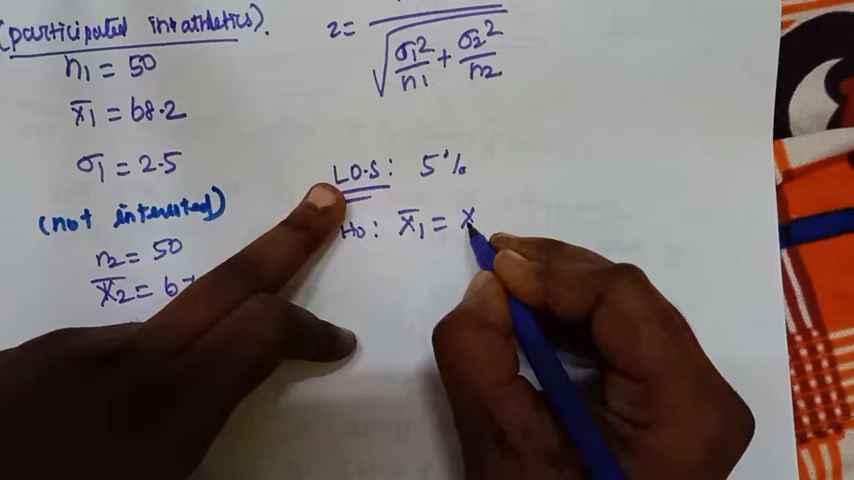 (participated in athletics).
n1 = 50
x̄1 = 68.2
σ1 = 2.5
(not interested)
n2 = 50
x̄2 = 67
z = √(σ1²/n1 + σ2²/n2)
L.O.S : 5%
H0 : x̄1 = x